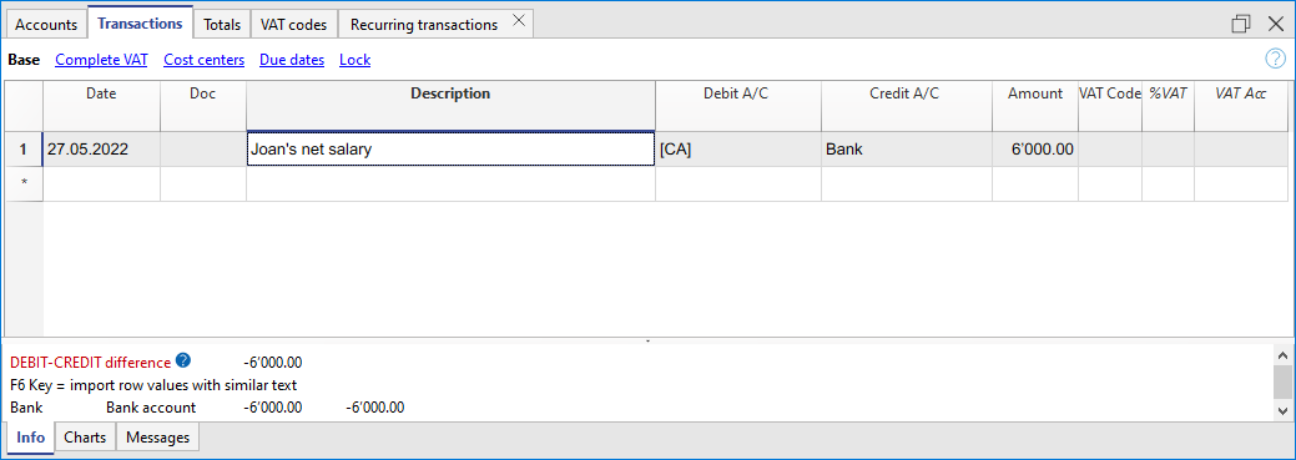 Accounts Transactions Totals VAT codes Recurring transactions
Base Complete VAT Cost centers Due dates Lock
Date Doc Description Debit A/C Credit A/C Amount VAT Code %VAT VAT Acc
1 27.05.2022 Joan's net salary [CA] Bank 6'000.00
*
DEBIT-CREDIT difference ? -6'000.00
F6 Key = import row values with similar text
Bank Bank account -6'000.00 -6'000.00
Info Charts Messages